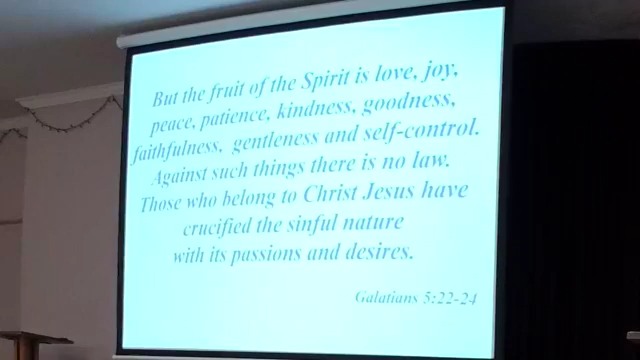 But the fruit of the Spirit is love, joy,
peace, patience, kindness, goodness,
faithfulness, gentleness and self-control.
Against such things there is no law.
Those who belong to Christ Jesus have
crucified the sinful nature
with its passions and desires.
Galatians 5:22-24